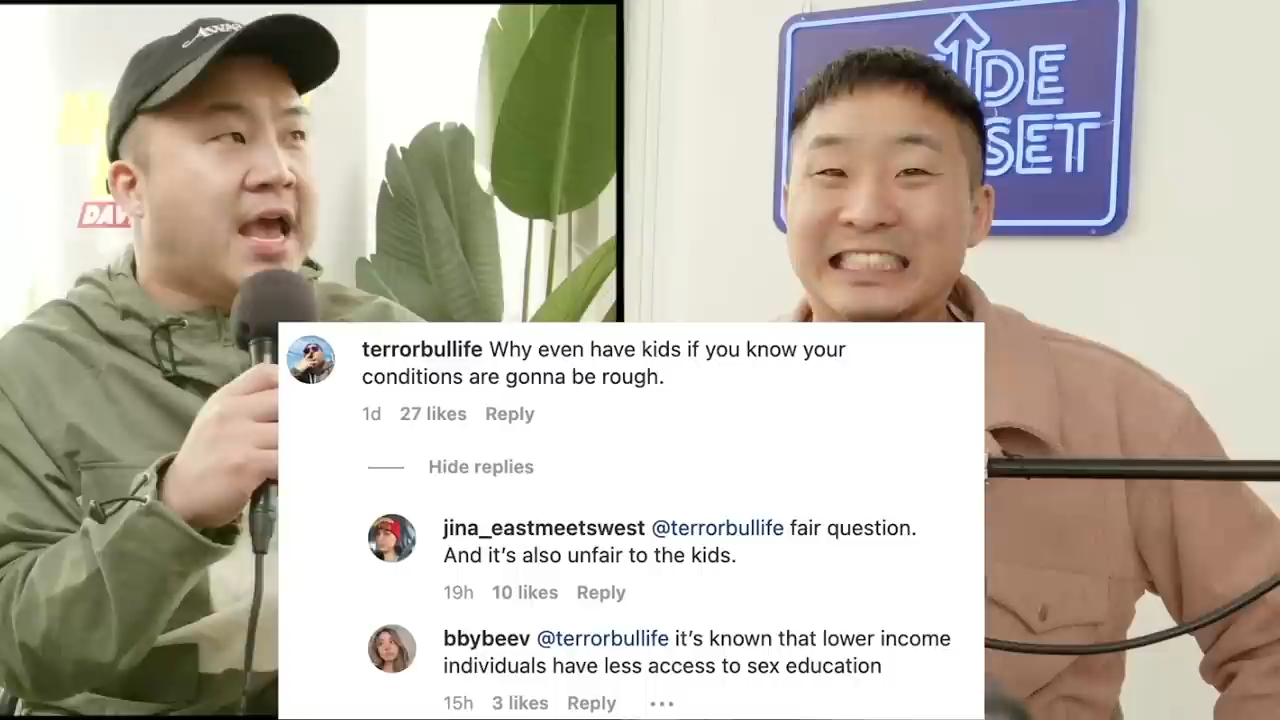 DE
SET
terrorbullife Why even have kids if you know your
conditions are gonna be rough.
1d 27 likes Reply
Hide replies
jina_eastmeetswest @terrorbullife fair question.
And it’s also unfair to the kids.
19h 10 likes Reply
bbybeev @terrorbullife it’s known that lower income
individuals have less access to sex education
15h 3 likes Reply ...